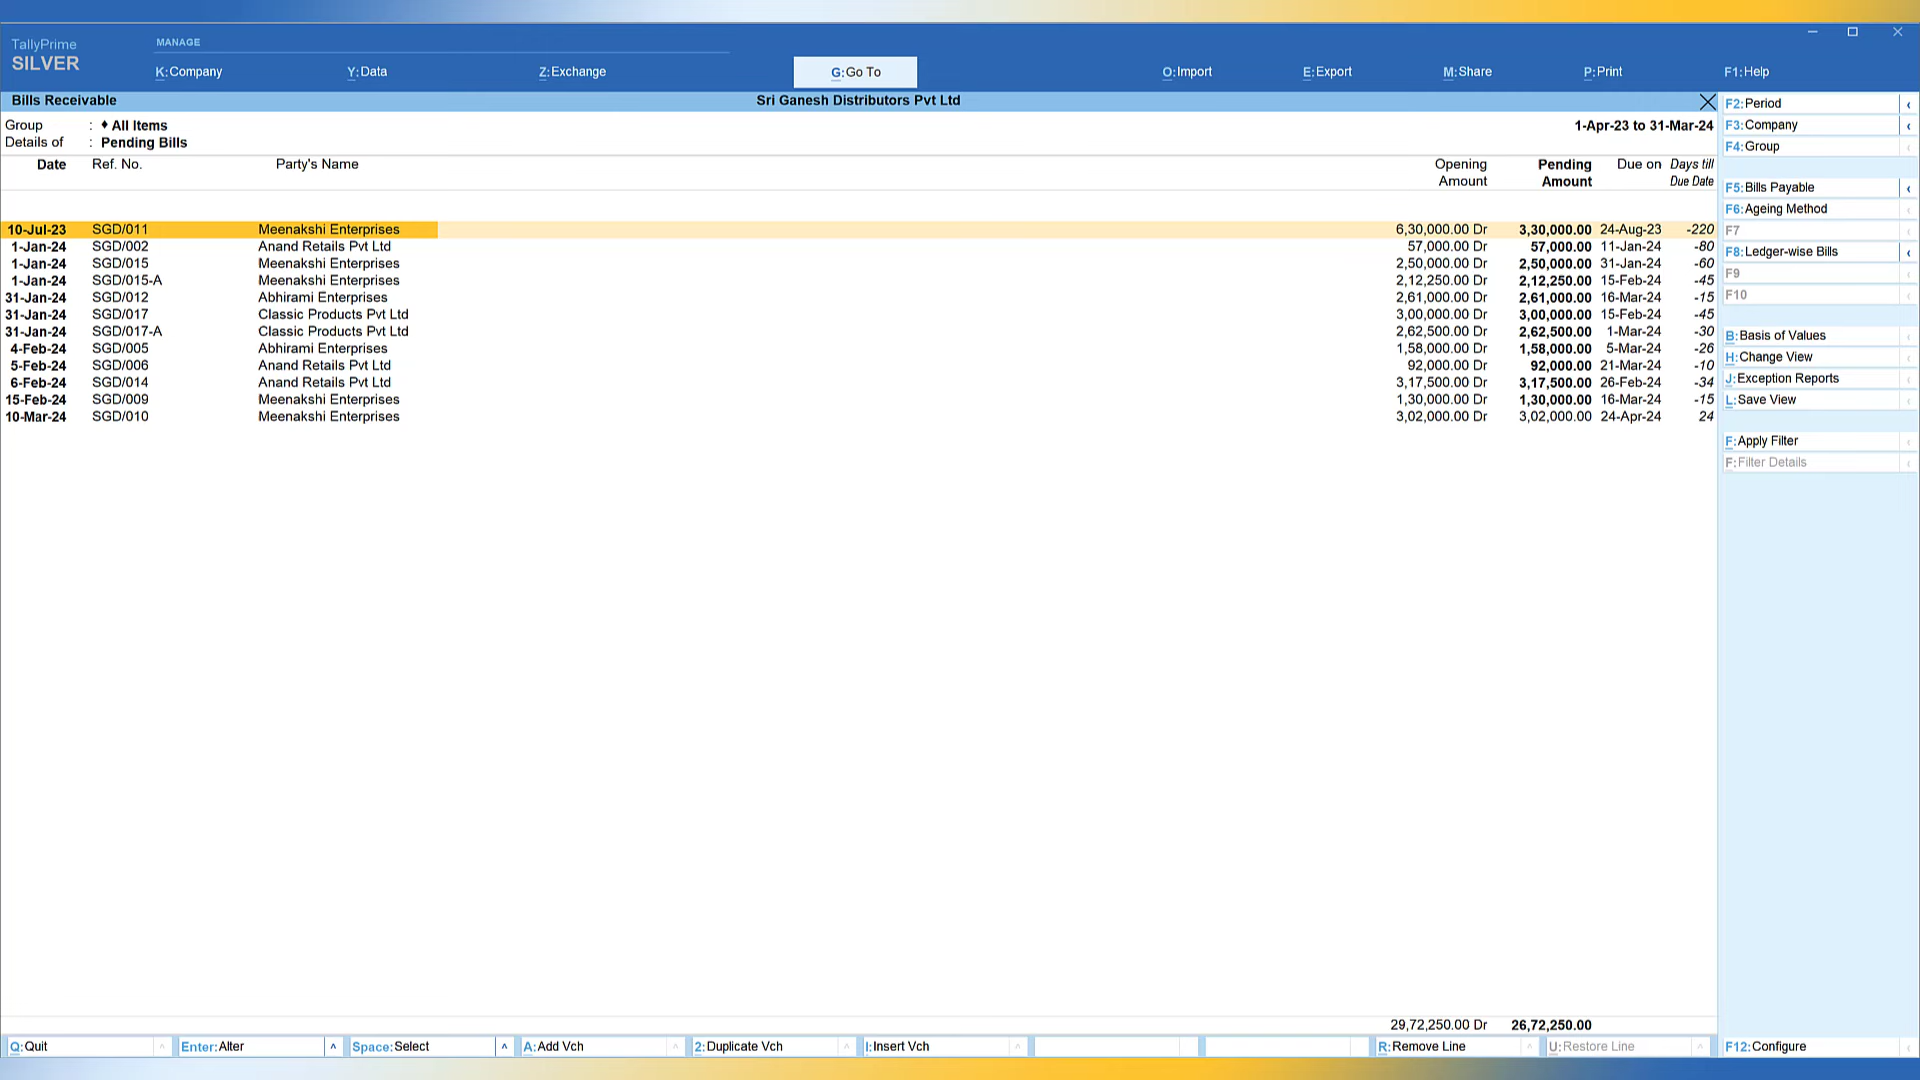 TallyPrime
SILVER
MANAGE
K:Company Y:Data Z:Exchange G:Go To O:Import E:Export M:Share P:Print F1:Help
Bills Receivable Sri Ganesh Distributors Pvt Ltd
Group : ♦ All Items 1-Apr-23 to 31-Mar-24
Details of : Pending Bills
Date Ref. No. Party's Name Opening Pending Due on Days till
Amount Amount Due Date
10-Jul-23 SGD/011 Meenakshi Enterprises 6,30,000.00 Dr 3,30,000.00 24-Aug-23 -220
1-Jan-24 SGD/002 Anand Retails Pvt Ltd 57,000.00 Dr 57,000.00 11-Jan-24 -80
1-Jan-24 SGD/015 Meenakshi Enterprises 2,50,000.00 Dr 2,50,000.00 31-Jan-24 -60
1-Jan-24 SGD/015-A Meenakshi Enterprises 2,12,250.00 Dr 2,12,250.00 15-Feb-24 -45
31-Jan-24 SGD/012 Abhirami Enterprises 2,61,000.00 Dr 2,61,000.00 16-Mar-24 -15
31-Jan-24 SGD/017 Classic Products Pvt Ltd 3,00,000.00 Dr 3,00,000.00 15-Feb-24 -45
31-Jan-24 SGD/017-A Classic Products Pvt Ltd 2,62,500.00 Dr 2,62,500.00 1-Mar-24 -30
4-Feb-24 SGD/005 Abhirami Enterprises 1,58,000.00 Dr 1,58,000.00 5-Mar-24 -26
5-Feb-24 SGD/006 Anand Retails Pvt Ltd 92,000.00 Dr 92,000.00 21-Mar-24 -10
6-Feb-24 SGD/014 Anand Retails Pvt Ltd 3,17,500.00 Dr 3,17,500.00 26-Feb-24 -34
15-Feb-24 SGD/009 Meenakshi Enterprises 1,30,000.00 Dr 1,30,000.00 16-Mar-24 -15
10-Mar-24 SGD/010 Meenakshi Enterprises 3,02,000.00 Dr 3,02,000.00 24-Apr-24 24
29,72,250.00 Dr 26,72,250.00
F2:Period
F3:Company
F4:Group
F5:Bills Payable
F6:Ageing Method
F7
F8:Ledger-wise Bills
F9
F10
B:Basis of Values
H:Change View
J:Exception Reports
L:Save View
F:Apply Filter
F:Filter Details
Q:Quit Enter:Alter Space:Select A:Add Vch 2:Duplicate Vch I:Insert Vch R:Remove Line U:Restore Line F12:Configure